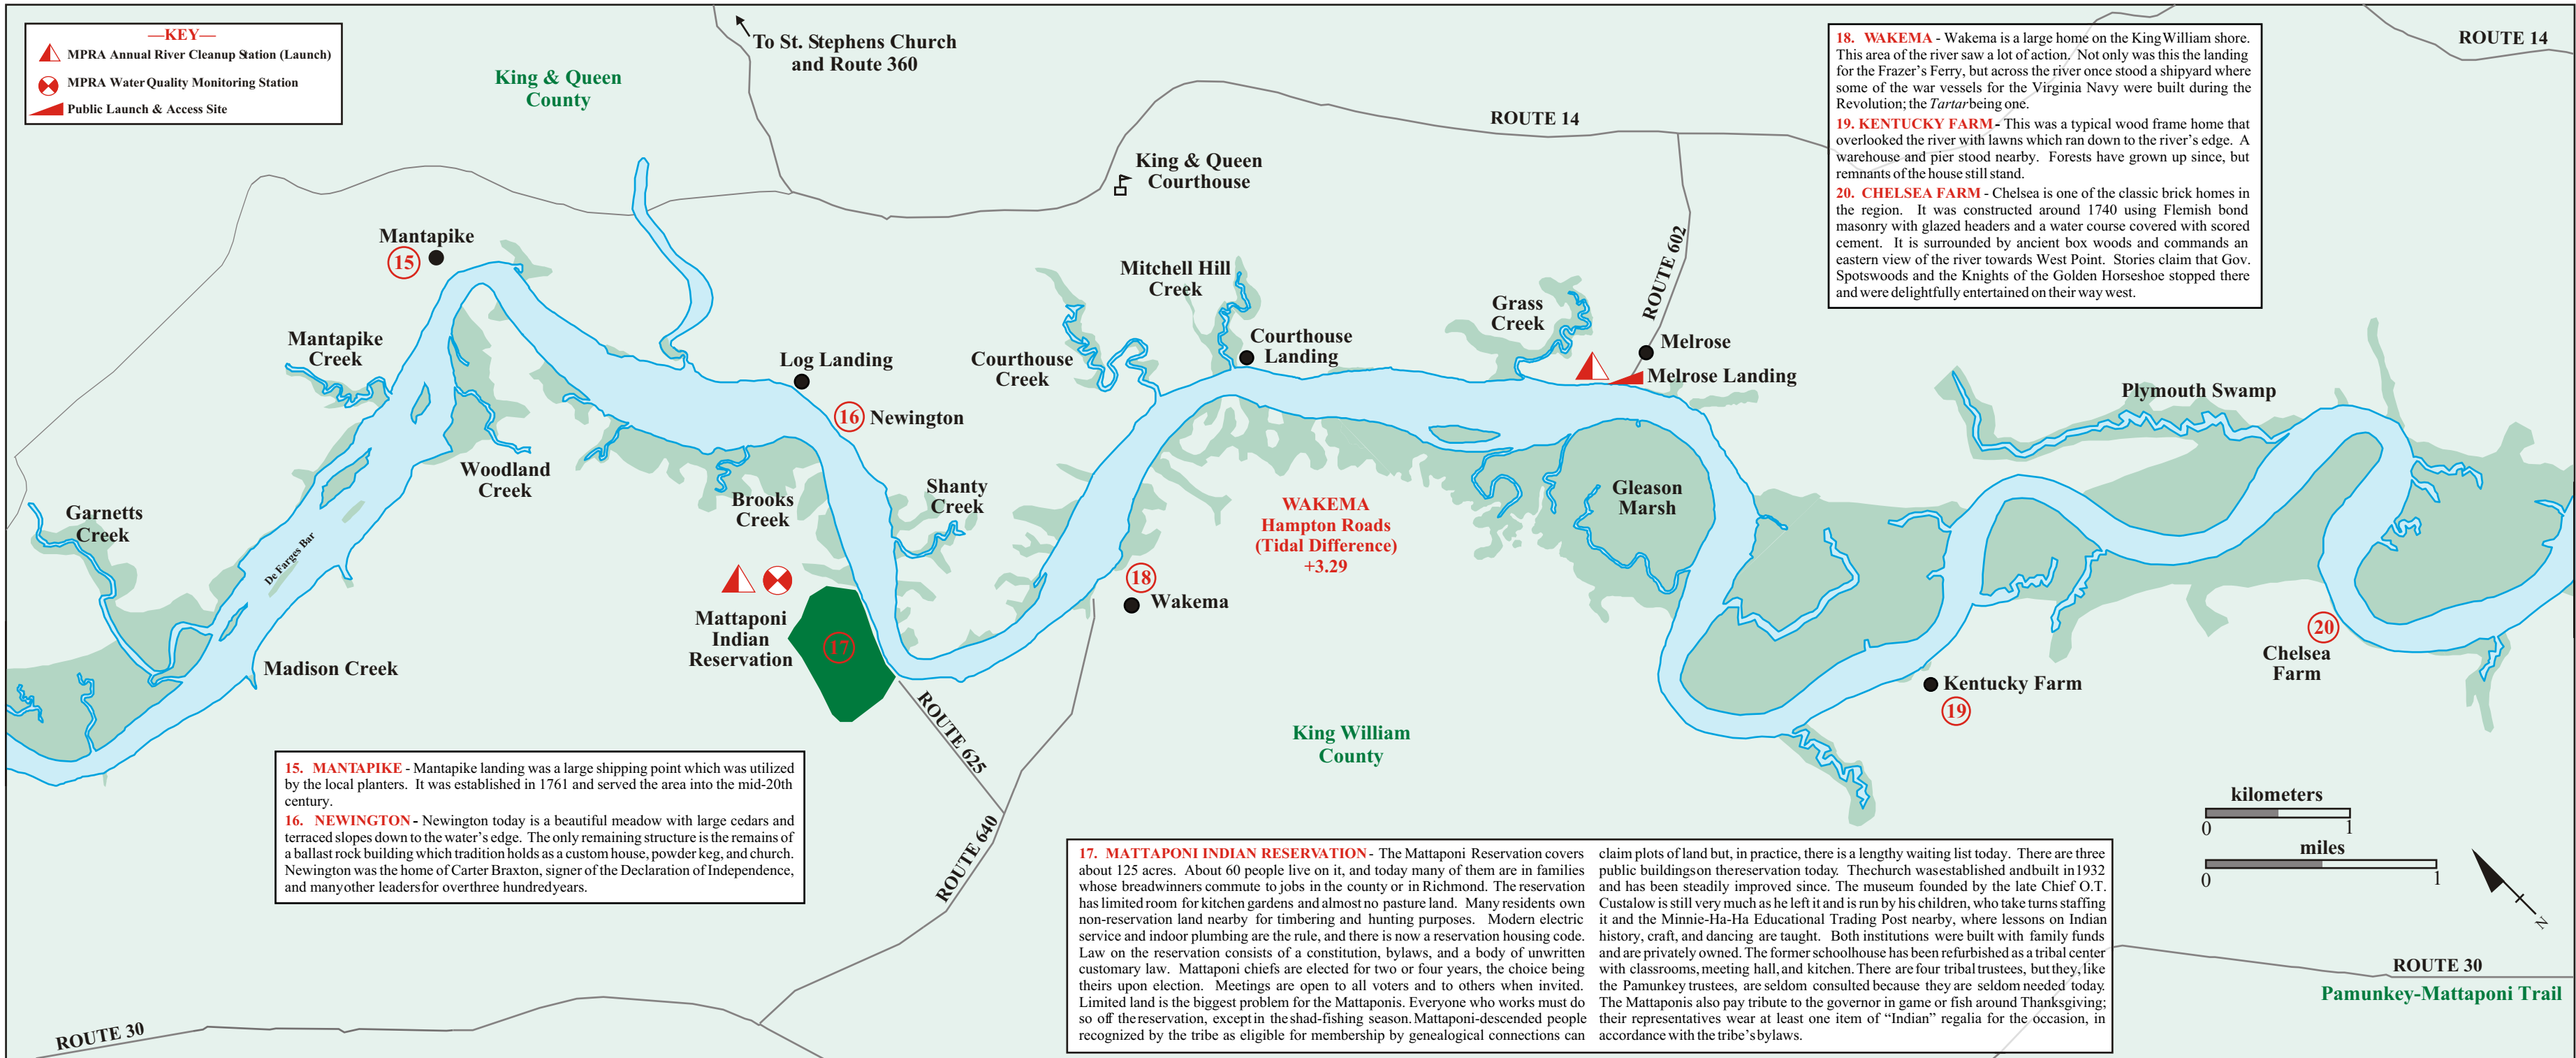 —KEY—
MPRA Annual River Cleanup Station (Launch)
MPRA Water Quality Monitoring Station
Public Launch & Access Site
To St. Stephens Church
and Route 360
King & Queen
County
ROUTE 14
ROUTE 14
King & Queen
Courthouse
18. WAKEMA - Wakema is a large home on the King William shore.
This area of the river saw a lot of action. Not only was this the landing
for the Frazer's Ferry, but across the river once stood a shipyard where
some of the war vessels for the Virginia Navy were built during the
Revolution; the Tartar being one.
19. KENTUCKY FARM - This was a typical wood frame home that
overlooked the river with lawns which ran down to the river's edge. A
warehouse and pier stood nearby. Forests have grown up since, but
remnants of the house still stand.
20. CHELSEA FARM - Chelsea is one of the classic brick homes in
the region. It was constructed around 1740 using Flemish bond
masonry with glazed headers and a water course covered with scored
cement. It is surrounded by ancient box woods and commands an
eastern view of the river towards West Point. Stories claim that Gov.
Spotswoods and the Knights of the Golden Horseshoe stopped there
and were delightfully entertained on their way west.
Mantapike
15
Mantapike
Creek
Log Landing
16 Newington
Woodland
Creek
Garnetts
Creek
De Farges Bar
Madison Creek
Brooks
Creek
Shanty
Creek
Mattaponi
Indian
Reservation
17
Courthouse
Creek
Mitchell Hill
Creek
Courthouse
Landing
Grass
Creek
ROUTE 602
Melrose
Melrose Landing
Gleason
Marsh
Plymouth Swamp
WAKEMA
Hampton Roads
(Tidal Difference)
+3.29
18
Wakema
Kentucky Farm
19
20
Chelsea
Farm
King William
County
ROUTE 625
ROUTE 640
ROUTE 30
15. MANTAPIKE - Mantapike landing was a large shipping point which was utilized
by the local planters. It was established in 1761 and served the area into the mid-20th
century.
16. NEWINGTON - Newington today is a beautiful meadow with large cedars and
terraced slopes down to the water's edge. The only remaining structure is the remains of
a ballast rock building which tradition holds as a custom house, powder keg, and church.
Newington was the home of Carter Braxton, signer of the Declaration of Independence,
and many other leaders for over three hundred years.
17. MATTAPONI INDIAN RESERVATION - The Mattaponi Reservation covers
about 125 acres. About 60 people live on it, and today many of them are in families
whose breadwinners commute to jobs in the county or in Richmond. The reservation
has limited room for kitchen gardens and almost no pasture land. Many residents own
non-reservation land nearby for timbering and hunting purposes. Modern electric
service and indoor plumbing are the rule, and there is now a reservation housing code.
Law on the reservation consists of a constitution, bylaws, and a body of unwritten
customary law. Mattaponi chiefs are elected for two or four years, the choice being
theirs upon election. Meetings are open to all voters and to others when invited.
Limited land is the biggest problem for the Mattaponis. Everyone who works must do
so off the reservation, except in the shad-fishing season. Mattaponi-descended people
recognized by the tribe as eligible for membership by genealogical connections can
claim plots of land but, in practice, there is a lengthy waiting list today. There are three
public buildings on the reservation today. The church was established and built in 1932
and has been steadily improved since. The museum founded by the late Chief O.T.
Custalow is still very much as he left it and is run by his children, who take turns staffing
it and the Minnie-Ha-Ha Educational Trading Post nearby, where lessons on Indian
history, craft, and dancing are taught. Both institutions were built with family funds
and are privately owned. The former schoolhouse has been refurbished as a tribal center
with classrooms, meeting hall, and kitchen. There are four tribal trustees, but they, like
the Pamunkey trustees, are seldom consulted because they are seldom needed today.
The Mattaponis also pay tribute to the governor in game or fish around Thanksgiving;
their representatives wear at least one item of "Indian" regalia for the occasion, in
accordance with the tribe's bylaws.
kilometers
0 1
miles
0 1
N
ROUTE 30
Pamunkey-Mattaponi Trail